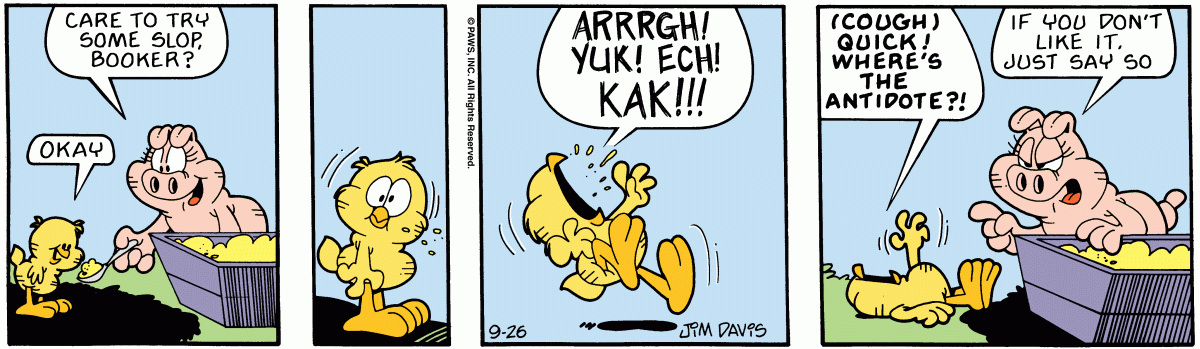 CARE TO TRY
SOME SLOP,
BOOKER?
OKAY
© PAWS, INC. All Rights Reserved.
ARRRGH!
YUK! ECH!
KAK!!!
9-26
JIM DAVIS
(COUGH)
QUICK!
WHERE'S
THE
ANTIDOTE?!
IF YOU DON'T
LIKE IT,
JUST SAY SO